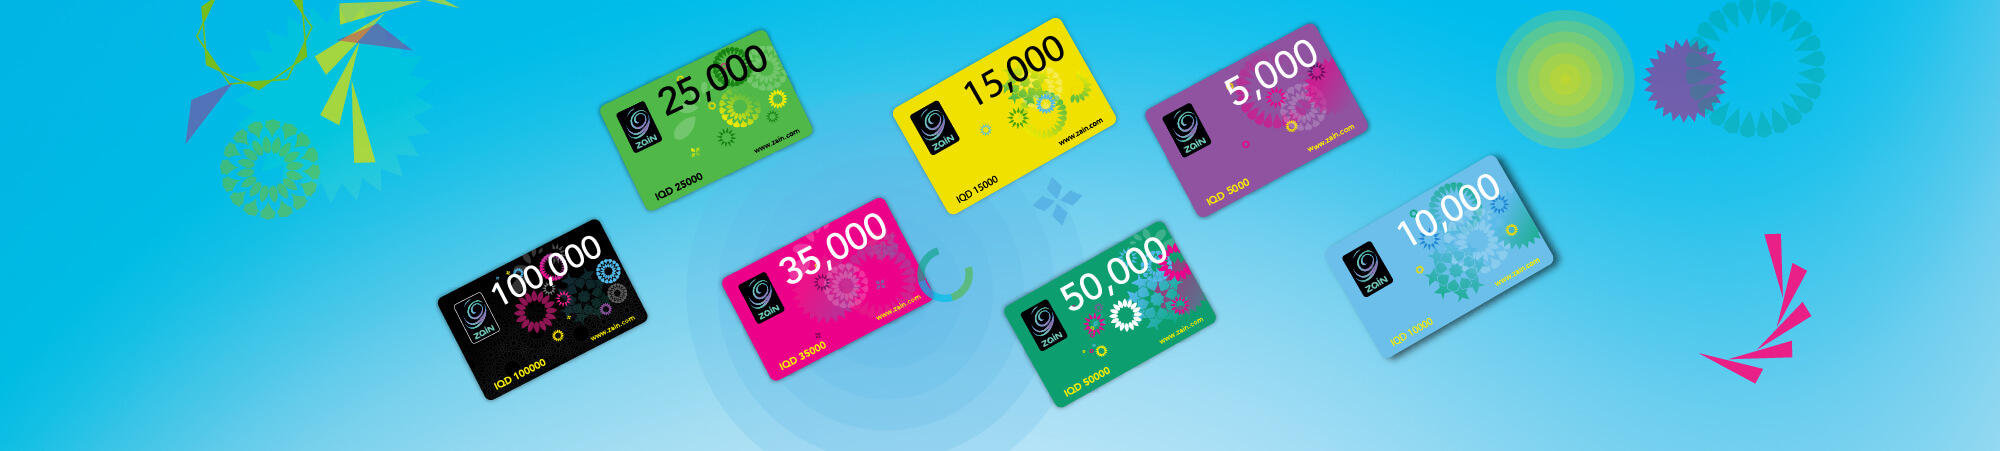 25,000
zain
www.zain.com
IQD 25000
15,000
zain
www.zain.com
IQD 15000
5,000
zain
www.zain.com
IQD 5000
10,000
zain
www.zain.com
IQD 10000
100,000
zain
www.zain.com
IQD 100000
35,000
zain
www.zain.com
IQD 35000
50,000
zain
www.zain.com
IQD 50000